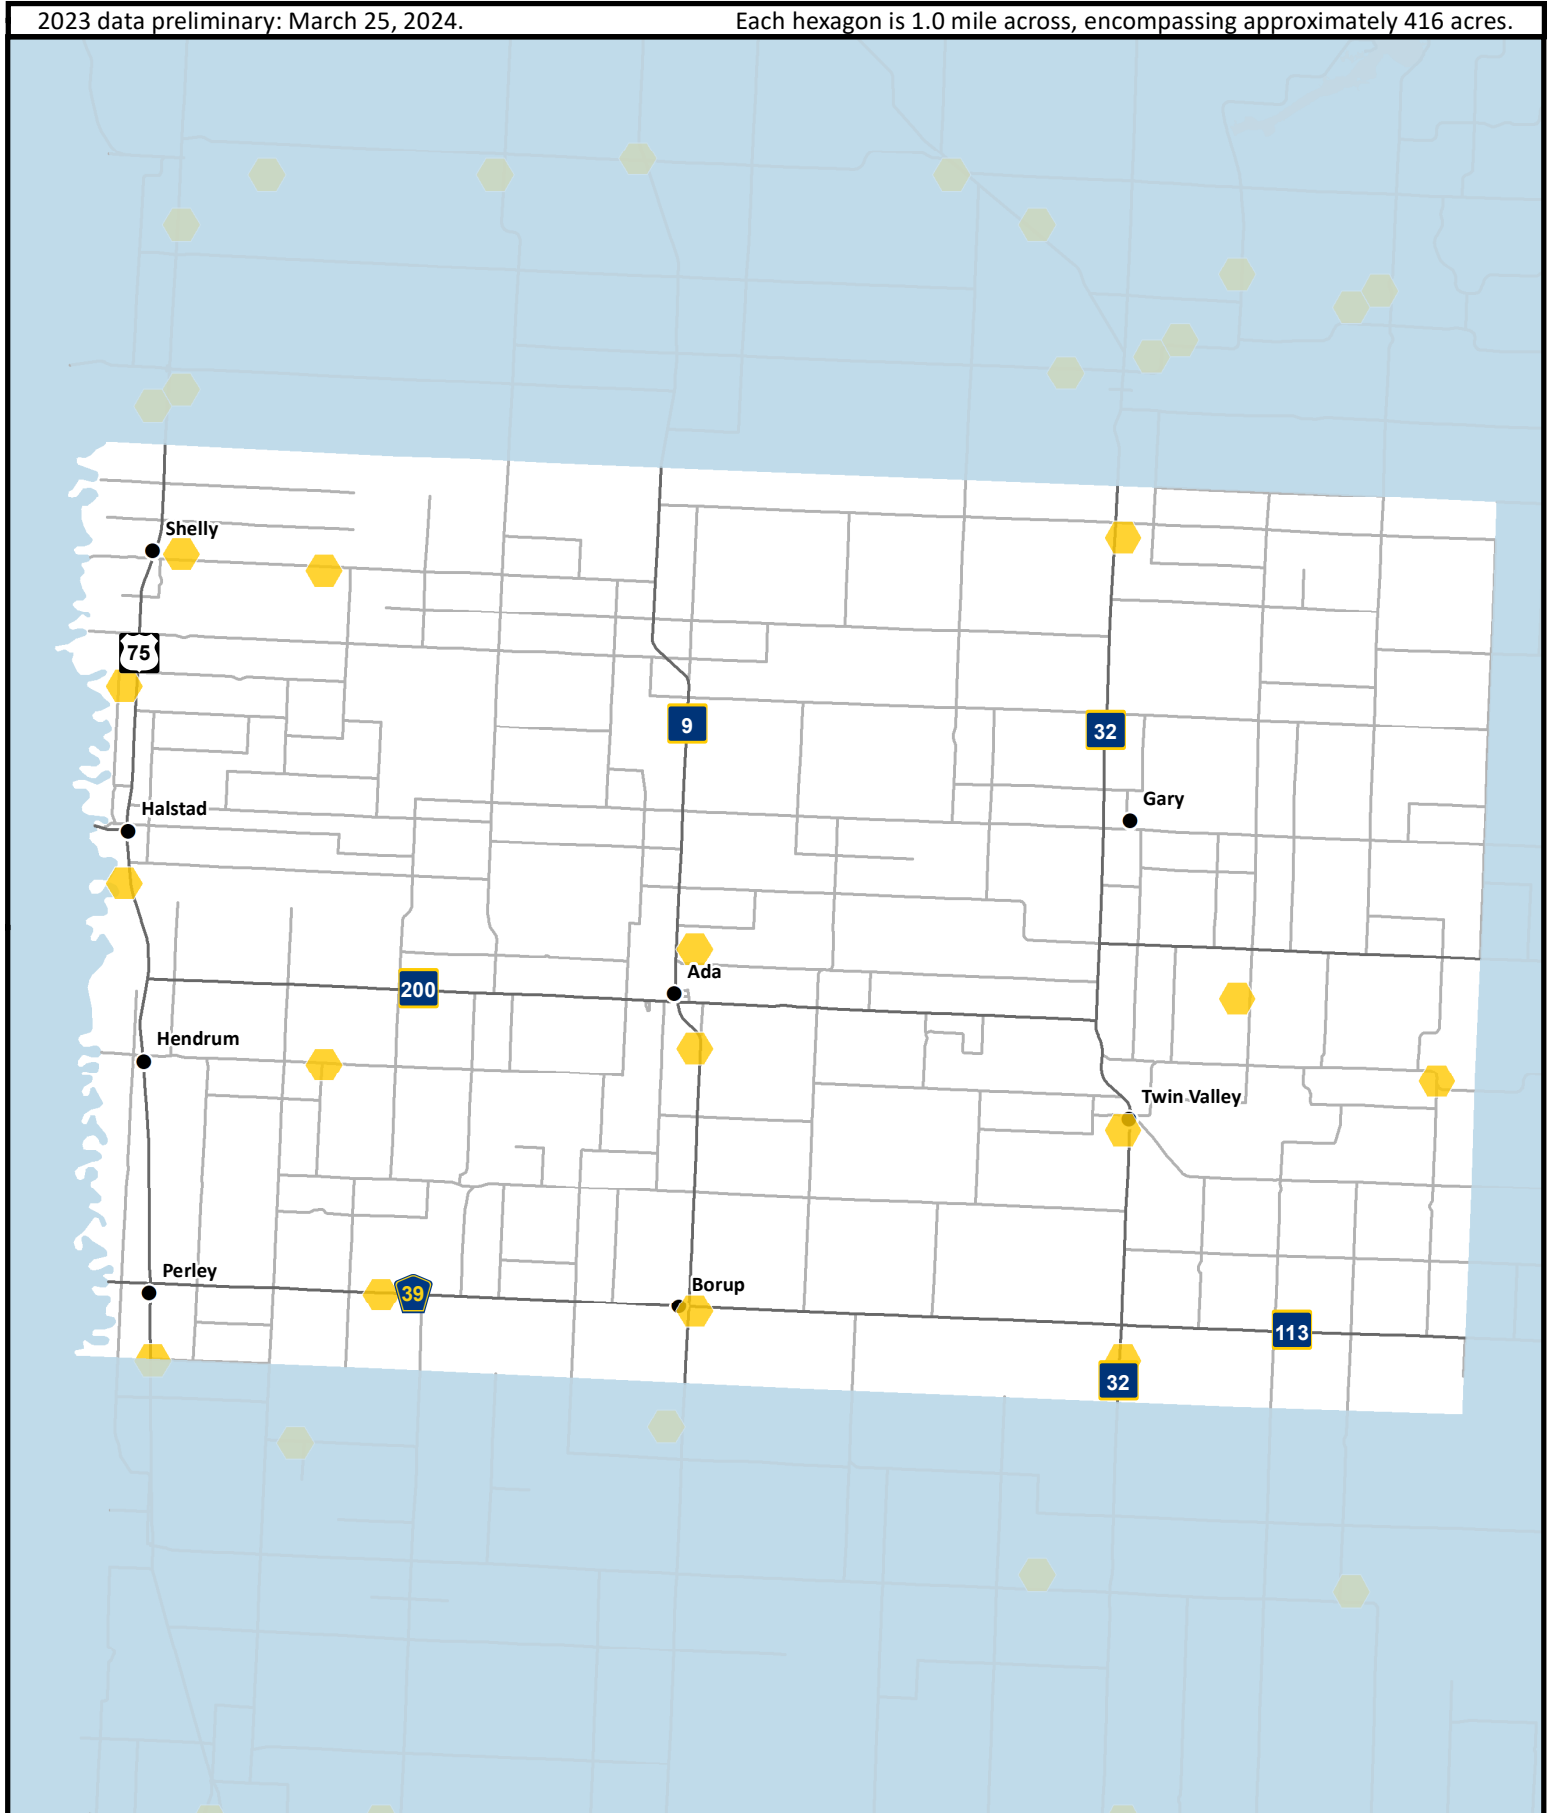 2023 data preliminary: March 25, 2024.
Each hexagon is 1.0 mile across, encompassing approximately 416 acres.
Shelly
75
9
32
Gary
Halstad
Ada
200
Hendrum
Twin Valley
Perley
39
Borup
113
32